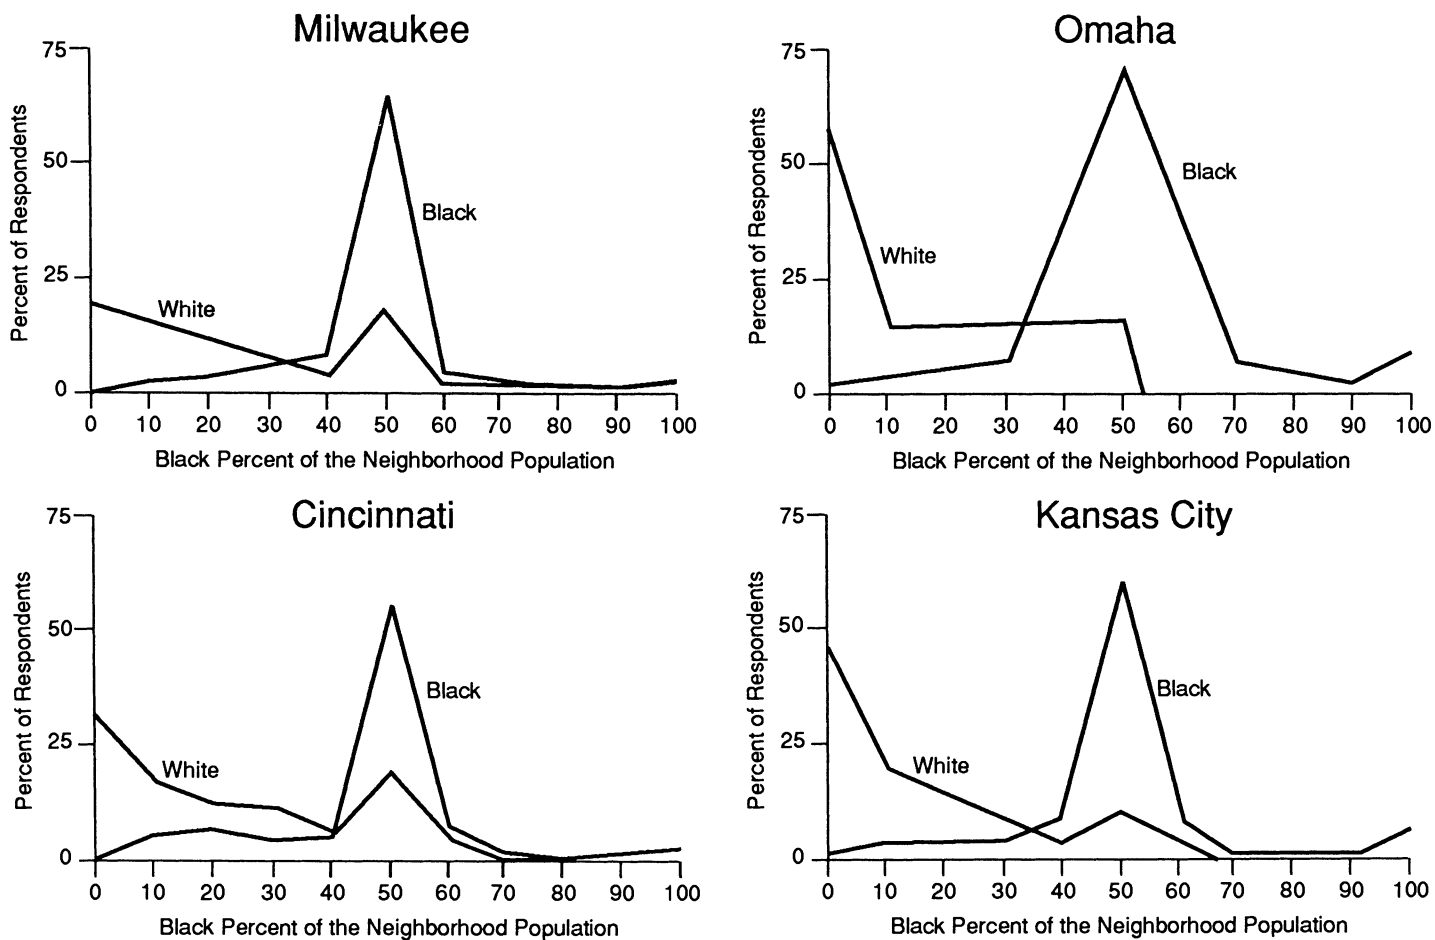 Milwaukee
75
50
25
0
Percent of Respondents
White
Black
0 10 20 30 40 50 60 70 80 90 100
Black Percent of the Neighborhood Population
Omaha
75
50
25
0
Percent of Respondents
White
Black
0 10 20 30 40 50 60 70 80 90 100
Black Percent of the Neighborhood Population
Cincinnati
75
50
25
0
Percent of Respondents
White
Black
0 10 20 30 40 50 60 70 80 90 100
Black Percent of the Neighborhood Population
Kansas City
75
50
25
0
Percent of Respondents
White
Black
0 10 20 30 40 50 60 70 80 90 100
Black Percent of the Neighborhood Population